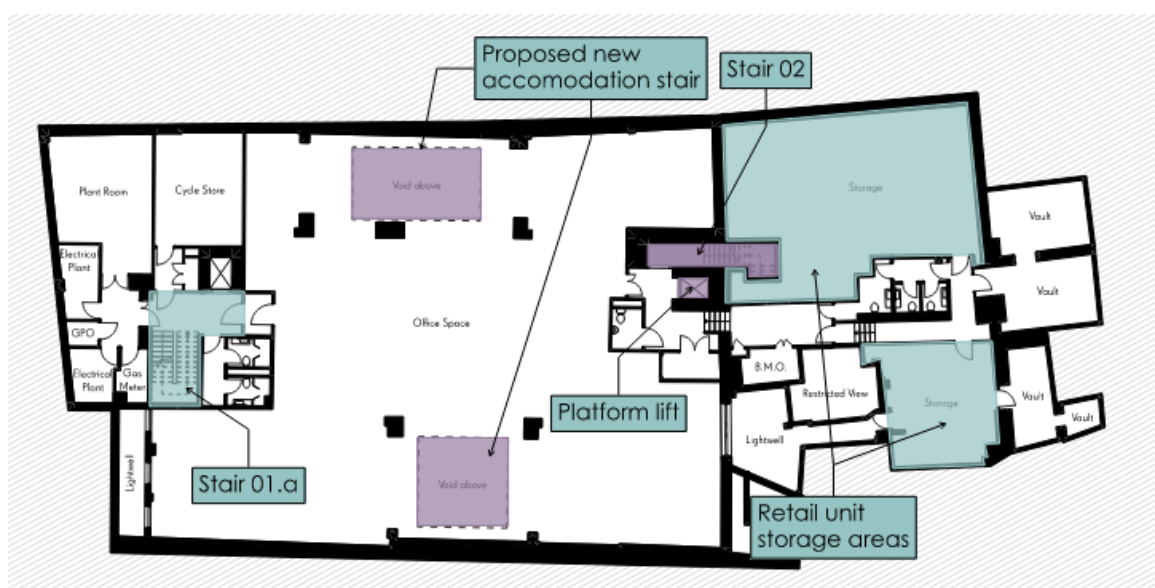 Proposed new
accomodation stair
Stair 02
Void above
Storage
Plant Room
Cycle Store
Vault
Electrical
Plant
Vault
Office Space
GPO
Electrical
Plant
Gas
Meter
B.M.O.
Restricted View
Storage
Vault
Vault
Platform lift
Lightwell
Stair 01.a
Lightwell
Void above
Retail unit
storage areas